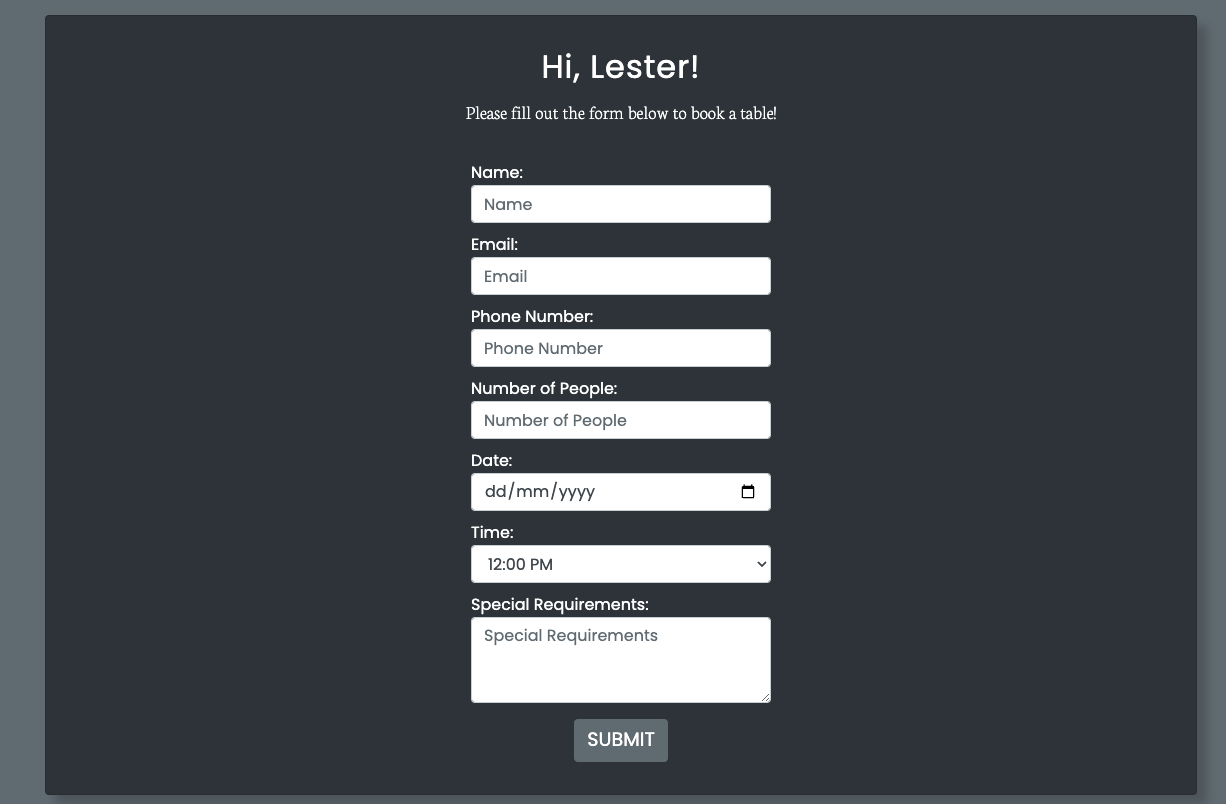 Hi, Lester!
Please fill out the form below to book a table!
Name:
Name
Email:
Email
Phone Number:
Phone Number
Number of People:
Number of People
Date:
dd/mm/yyyy
Time:
12:00 PM
Special Requirements:
Special Requirements
SUBMIT